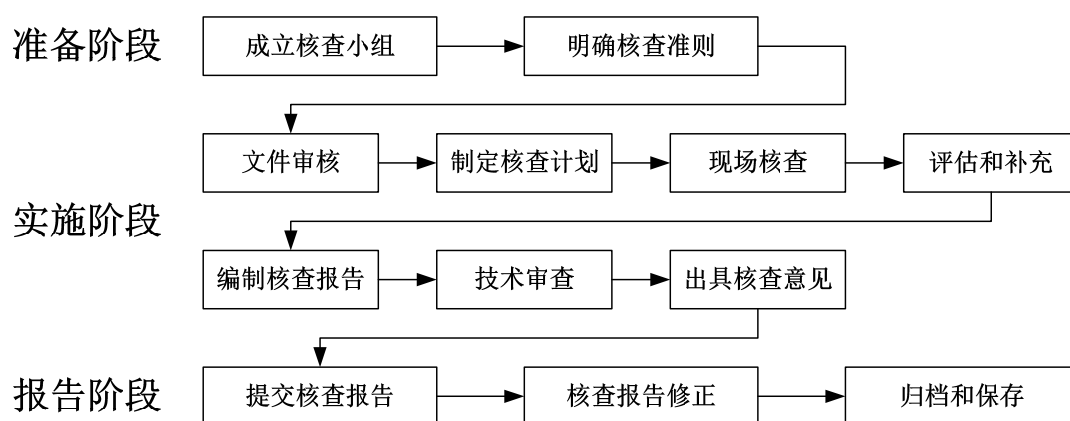 准备阶段
成立核查小组
明确核查准则
文件审核
制定核查计划
现场核查
评估和补充
实施阶段
编制核查报告
技术审查
出具核查意见
报告阶段
提交核查报告
核查报告修正
归档和保存